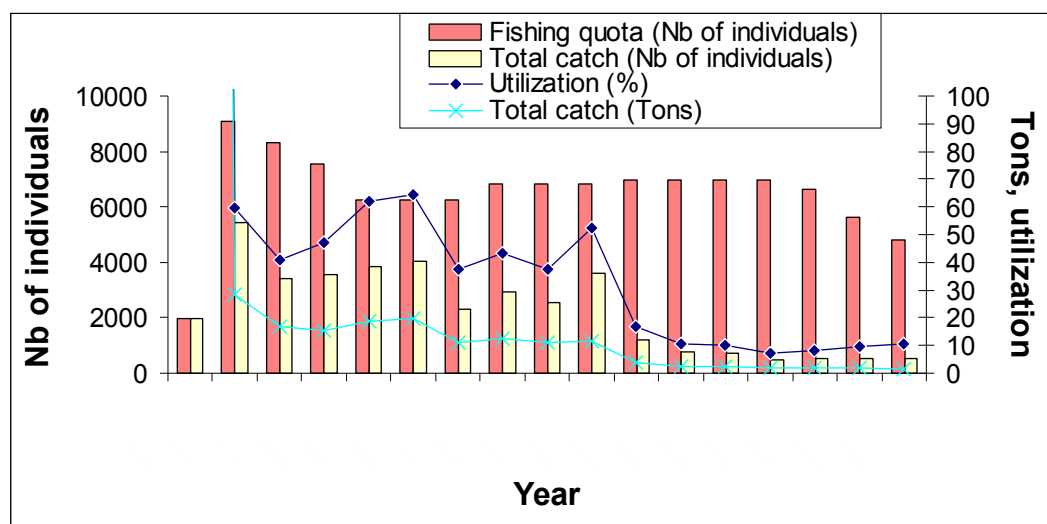 Fishing quota (Nb of individuals)
Total catch (Nb of individuals)
Utilization (%)
Total catch (Tons)
Nb of individuals
10000
8000
6000
4000
2000
0
100
90
80
70
60
50
40
30
20
10
0
Tons, utilization
Year